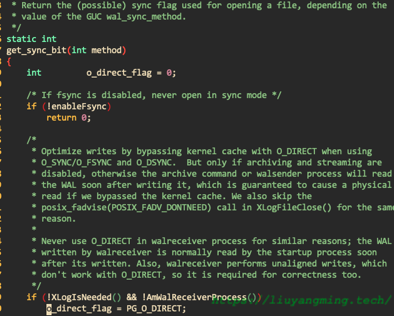 * Return the (possible) sync flag used for opening a file, depending on the
* value of the GUC wal_sync_method.
*/
static int
get_sync_bit(int method)
{
int o_direct_flag = 0;
/* If fsync is disabled, never open in sync mode */
if (!enableFsync)
return 0;
/*
* Optimize writes by bypassing kernel cache with O_DIRECT when using
* O_SYNC/O_FSYNC and O_DSYNC. But only if archiving and streaming are
* disabled, otherwise the archive command or walsender process will read
* the WAL soon after writing it, which is guaranteed to cause a physical
* read if we bypassed the kernel cache. We also skip the
* posix_fadvise(POSIX_FADV_DONTNEED) call in XLogFileClose() for the same
* reason.
*
* Never use O_DIRECT in walreceiver process for similar reasons; the WAL
* written by walreceiver is normally read by the startup process soon
* after its written. Also, walreceiver performs unaligned writes, which
* don't work with O_DIRECT, so it is required for correctness too.
*/
if (!XLogIsNeeded() && !AmWalReceiverProcess())
o_direct_flag = PG_O_DIRECT;
https://liuyangming.tech/